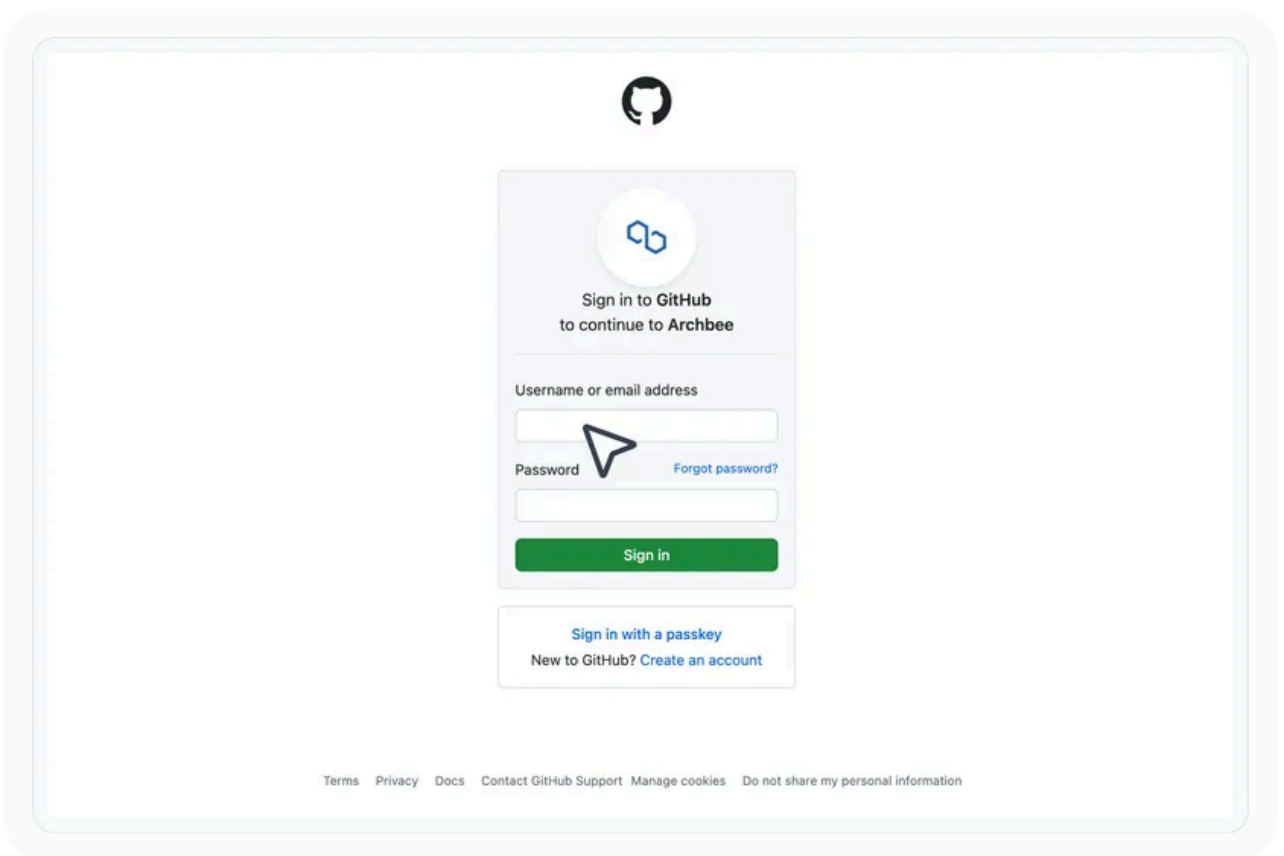 Sign in to GitHub
to continue to Archbee
Username or email address
Password Forgot password?
Sign in
Sign in with a passkey
New to GitHub? Create an account
Terms Privacy Docs Contact GitHub Support Manage cookies Do not share my personal information